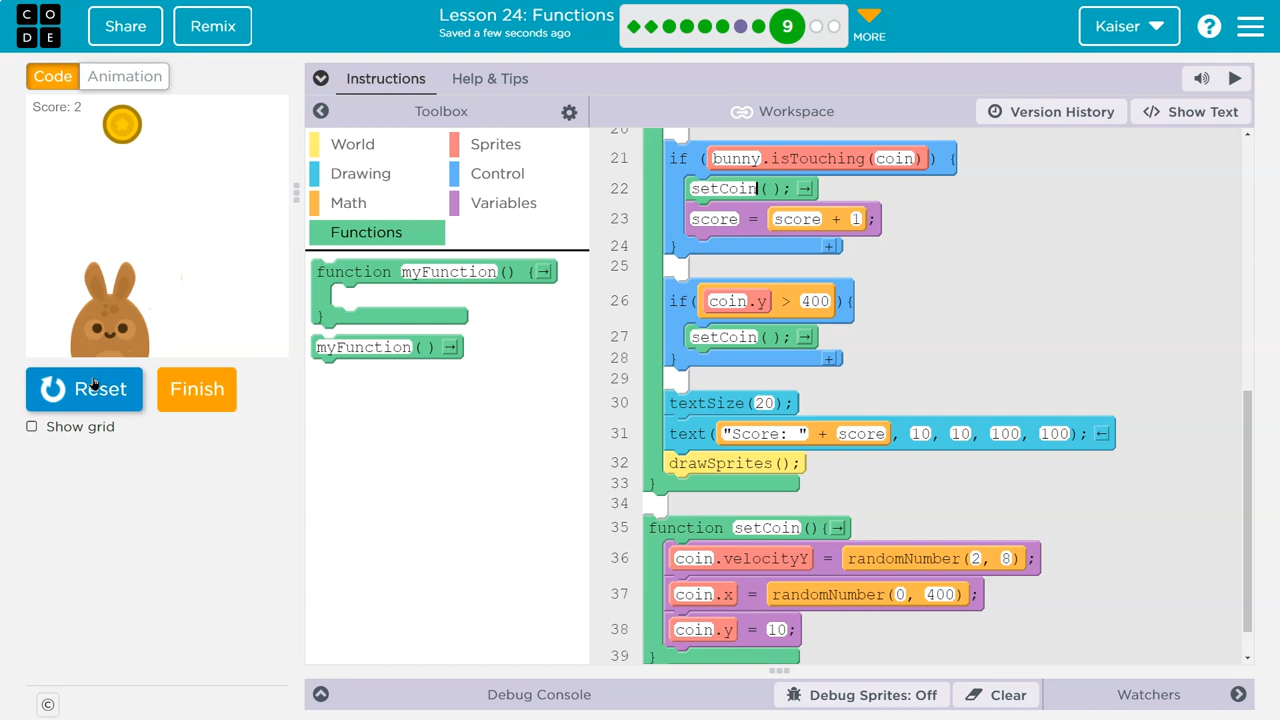 C O
D E
Share
Remix
Lesson 24: Functions
Saved a few seconds ago
9
MORE
Kaiser
?
Code
Animation
Instructions
Help & Tips
Score: 2
Toolbox
Workspace
Version History
</> Show Text
World
Sprites
Drawing
Control
Math
Variables
Functions
function myFunction() {
}
myFunction()
Reset
Finish
Show grid
20
21 if (bunny.isTouching(coin)) {
22 setCoin();
23 score = score + 1;
24 }
25
26 if(coin.y > 400){
27 setCoin();
28 }
29
30 textSize(20);
31 text("Score: " + score, 10, 10, 100, 100);
32 drawSprites();
33 }
34
35 function setCoin(){
36 coin.velocityY = randomNumber(2, 8);
37 coin.x = randomNumber(0, 400);
38 coin.y = 10;
39 }
©
Debug Console
Debug Sprites: Off
Clear
Watchers